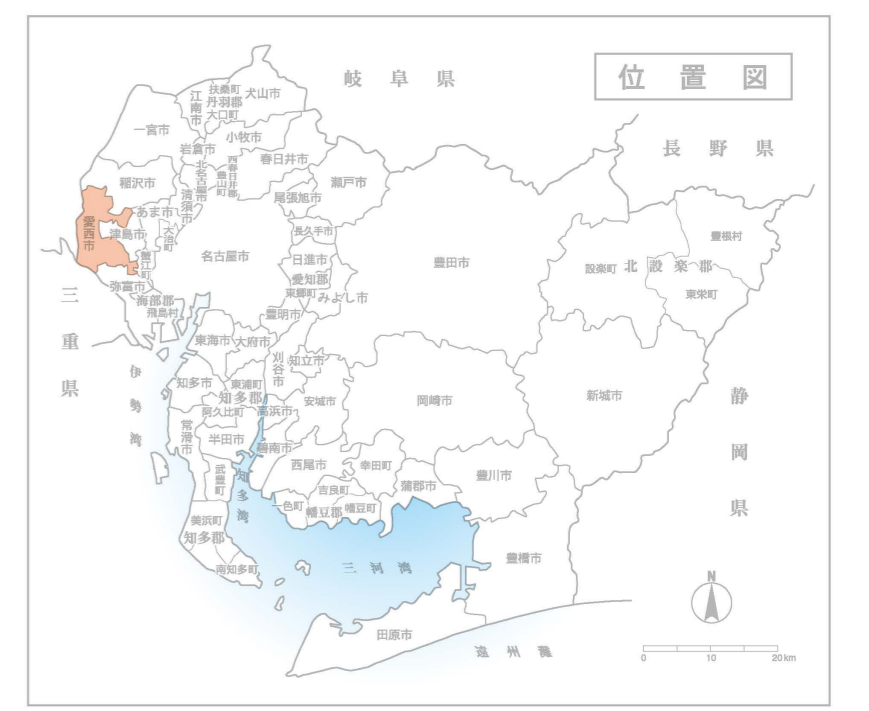 位置図
岐阜県
長野県
静岡県
三重県
伊勢湾
知多湾
三河湾
遠州灘
扶桑町
丹羽郡
大口町
犬山市
江南市
一宮市
小牧市
岩倉市
西春日井郡
豊山町
春日井市
北名古屋市
稲沢市
清須市
尾張旭市
瀬戸市
愛西市
あま市
津島市
大治町
長久手市
名古屋市
蟹江町
日進市
愛知郡
東郷町
みよし市
豊田市
豊根村
設楽町
北設楽郡
東栄町
弥富市
海部郡
飛島村
豊明市
東海市
大府市
刈谷市
知立市
知多市
東浦町
知多郡
阿久比町
高浜市
安城市
岡崎市
新城市
常滑市
半田市
碧南市
西尾市
幸田町
武豊町
吉良町
蒲郡市
豊川市
一色町
幡豆郡
幡豆町
美浜町
知多郡
南知多町
豊橋市
田原市
N
0 10 20km